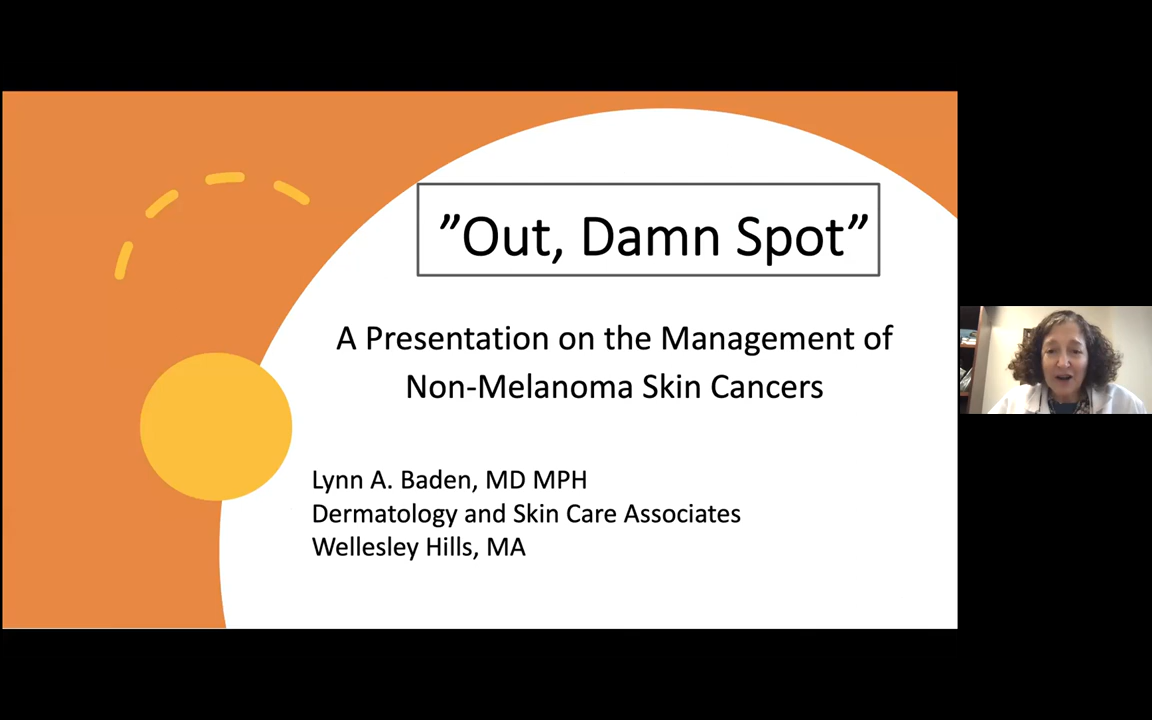 ”Out, Damn Spot”
A Presentation on the Management of
Non-Melanoma Skin Cancers
Lynn A. Baden, MD MPH
Dermatology and Skin Care Associates
Wellesley Hills, MA